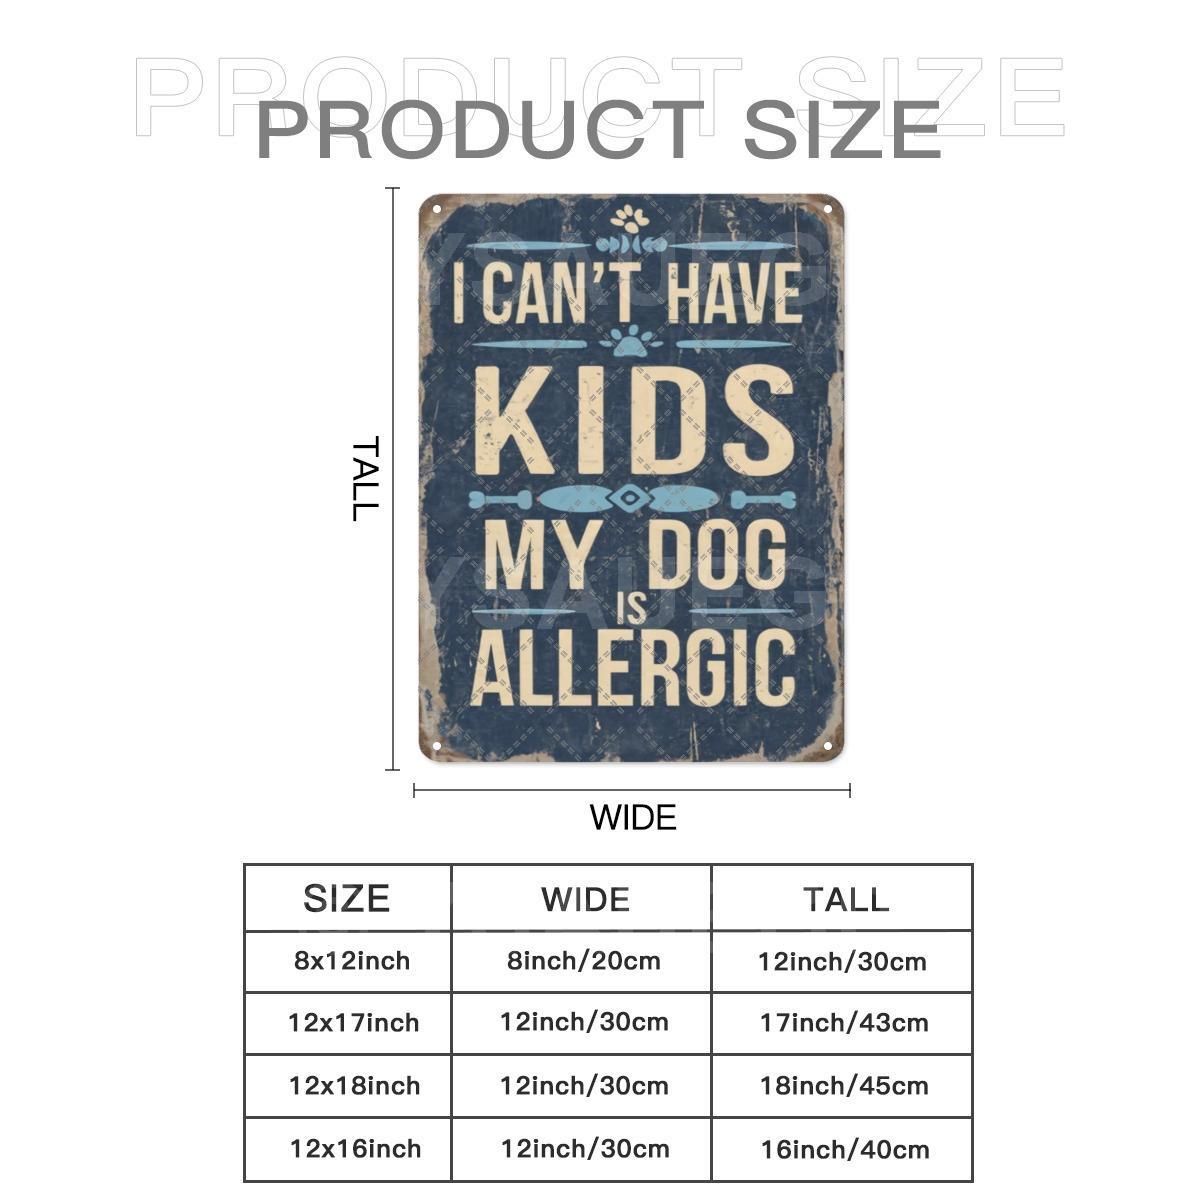 PRODUCT SIZE
PRODUCT SIZE
I CAN'T HAVE
KIDS
MY DOG
IS
ALLERGIC
TALL
WIDE
SIZE WIDE TALL
8x12inch 8inch/20cm 12inch/30cm
12x17inch 12inch/30cm 17inch/43cm
12x18inch 12inch/30cm 18inch/45cm
12x16inch 12inch/30cm 16inch/40cm